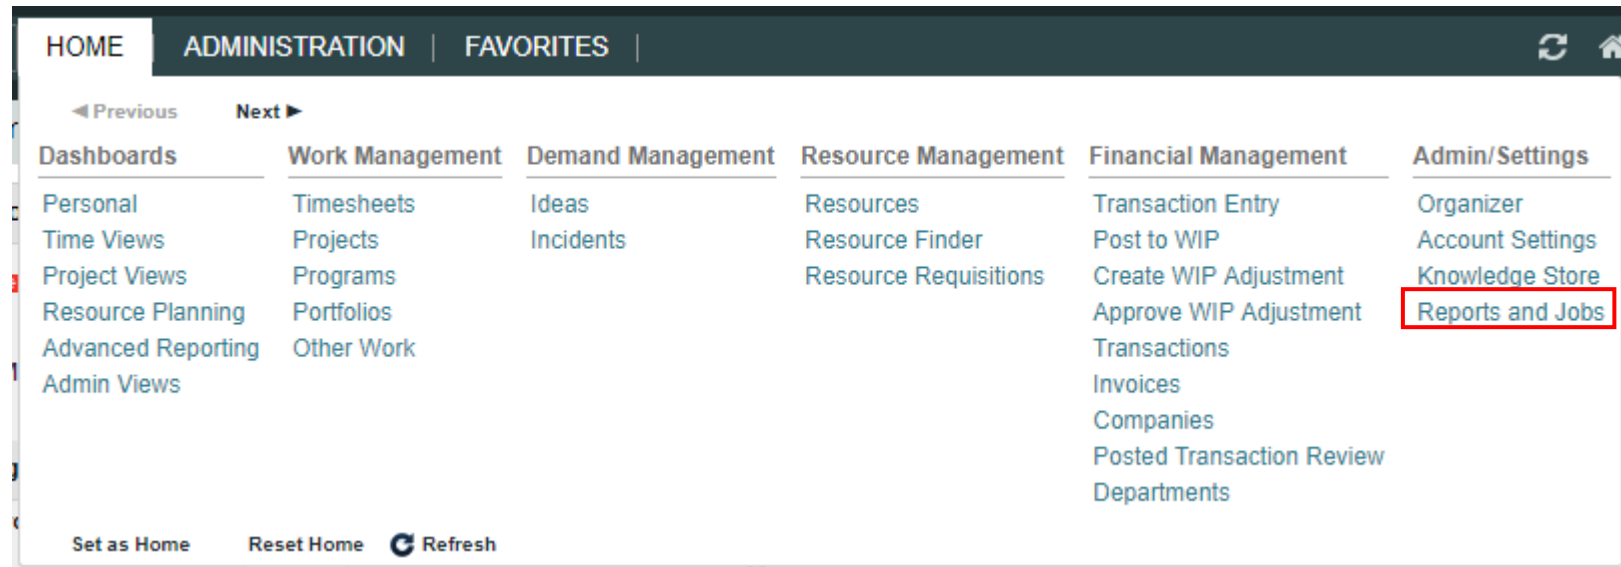 HOME | ADMINISTRATION | FAVORITES |
◄Previous Next►
Dashboards
Personal
Time Views
Project Views
Resource Planning
Advanced Reporting
Admin Views
Work Management
Timesheets
Projects
Programs
Portfolios
Other Work
Demand Management
Ideas
Incidents
Resource Management
Resources
Resource Finder
Resource Requisitions
Financial Management
Transaction Entry
Post to WIP
Create WIP Adjustment
Approve WIP Adjustment
Transactions
Invoices
Companies
Posted Transaction Review
Departments
Admin/Settings
Organizer
Account Settings
Knowledge Store
Reports and Jobs
Set as Home Reset Home Refresh